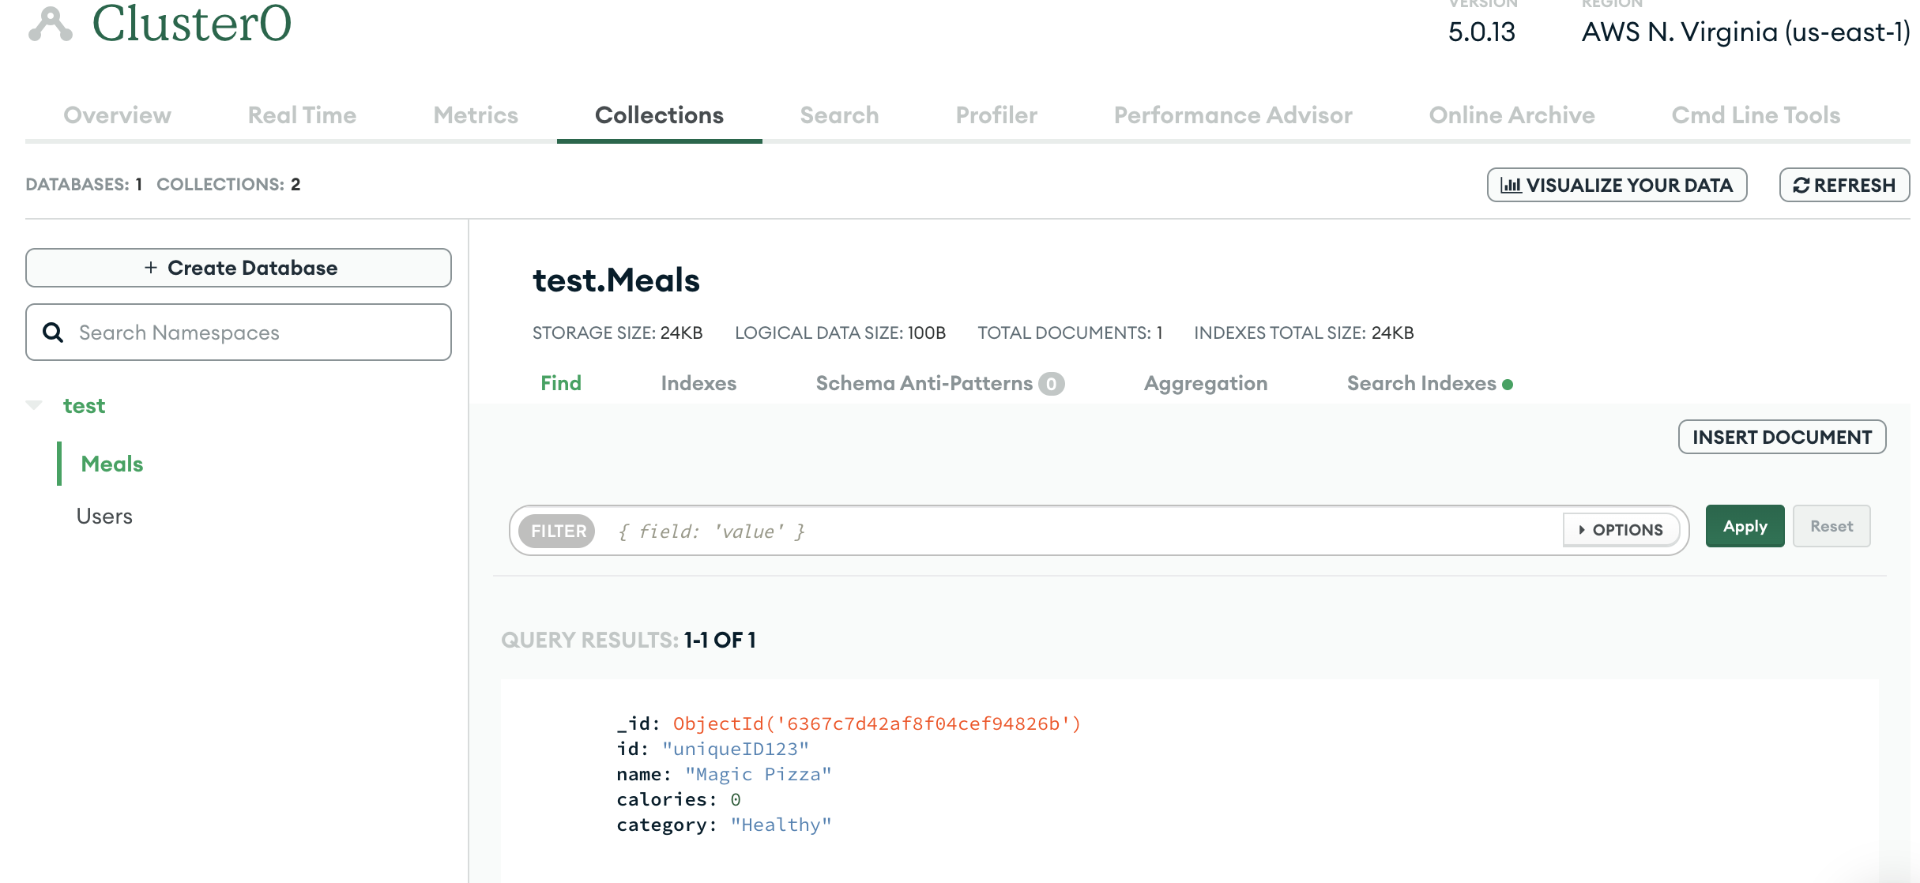 Cluster0
VERSION
5.0.13
REGION
AWS N. Virginia (us-east-1)
Overview Real Time Metrics Collections Search Profiler Performance Advisor Online Archive Cmd Line Tools
DATABASES: 1 COLLECTIONS: 2
VISUALIZE YOUR DATA
REFRESH
+ Create Database
Search Namespaces
test
Meals
Users
test.Meals
STORAGE SIZE: 24KB LOGICAL DATA SIZE: 100B TOTAL DOCUMENTS: 1 INDEXES TOTAL SIZE: 24KB
Find Indexes Schema Anti-Patterns 0 Aggregation Search Indexes
INSERT DOCUMENT
FILTER { field: 'value' } OPTIONS Apply Reset
QUERY RESULTS: 1-1 OF 1
_id: ObjectId('6367c7d42af8f04cef94826b')
id: "uniqueID123"
name: "Magic Pizza"
calories: 0
category: "Healthy"